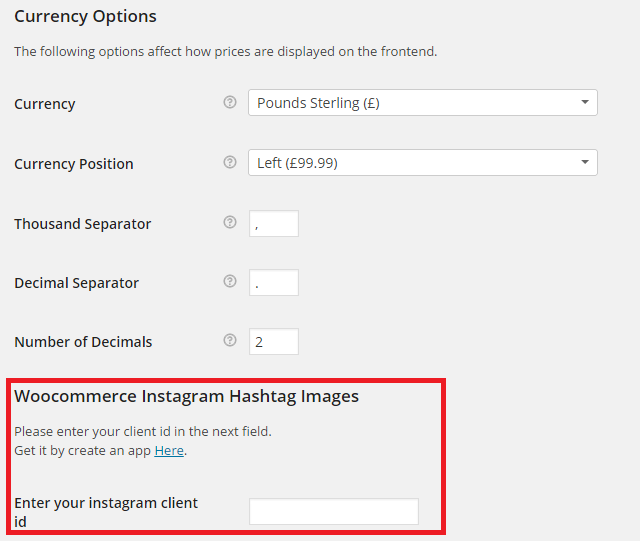 Currency Options
The following options affect how prices are displayed on the frontend.
Currency ? Pounds Sterling (£)
Currency Position ? Left (£99.99)
Thousand Separator ? ,
Decimal Separator ? .
Number of Decimals ? 2
Woocommerce Instagram Hashtag Images
Please enter your client id in the next field.
Get it by create an app Here.
Enter your instagram client
id